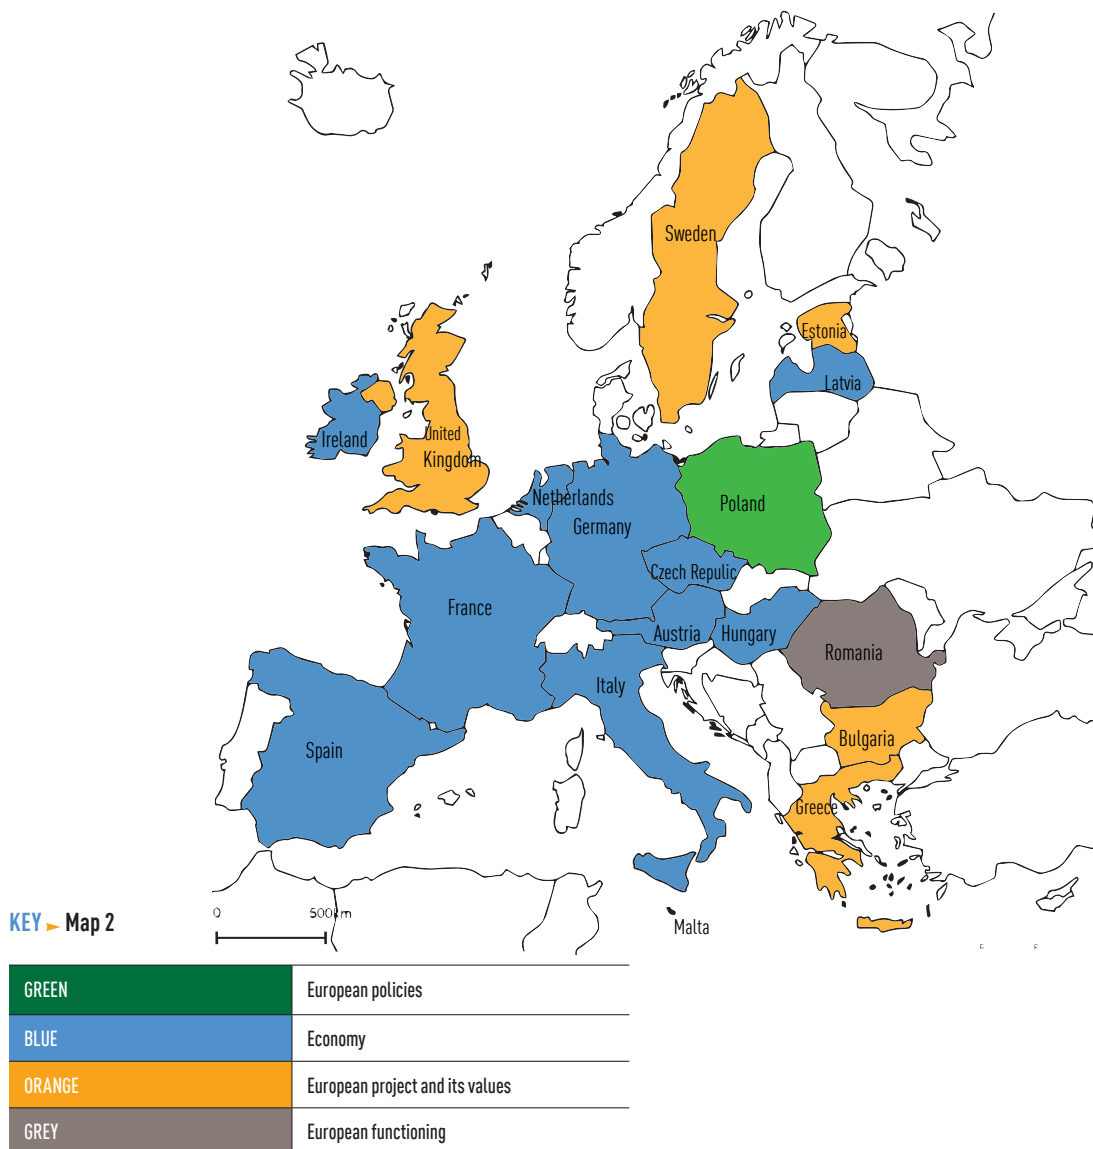 Sweden
Estonia
Latvia
Ireland
United
Kingdom
Netherlands
Germany
Poland
Czech Repulic
France
Austria
Hungary
Romania
Italy
Spain
Bulgaria
Greece
Malta
0 500km
KEY ► Map 2
GREEN European policies
BLUE Economy
ORANGE European project and its values
GREY European functioning